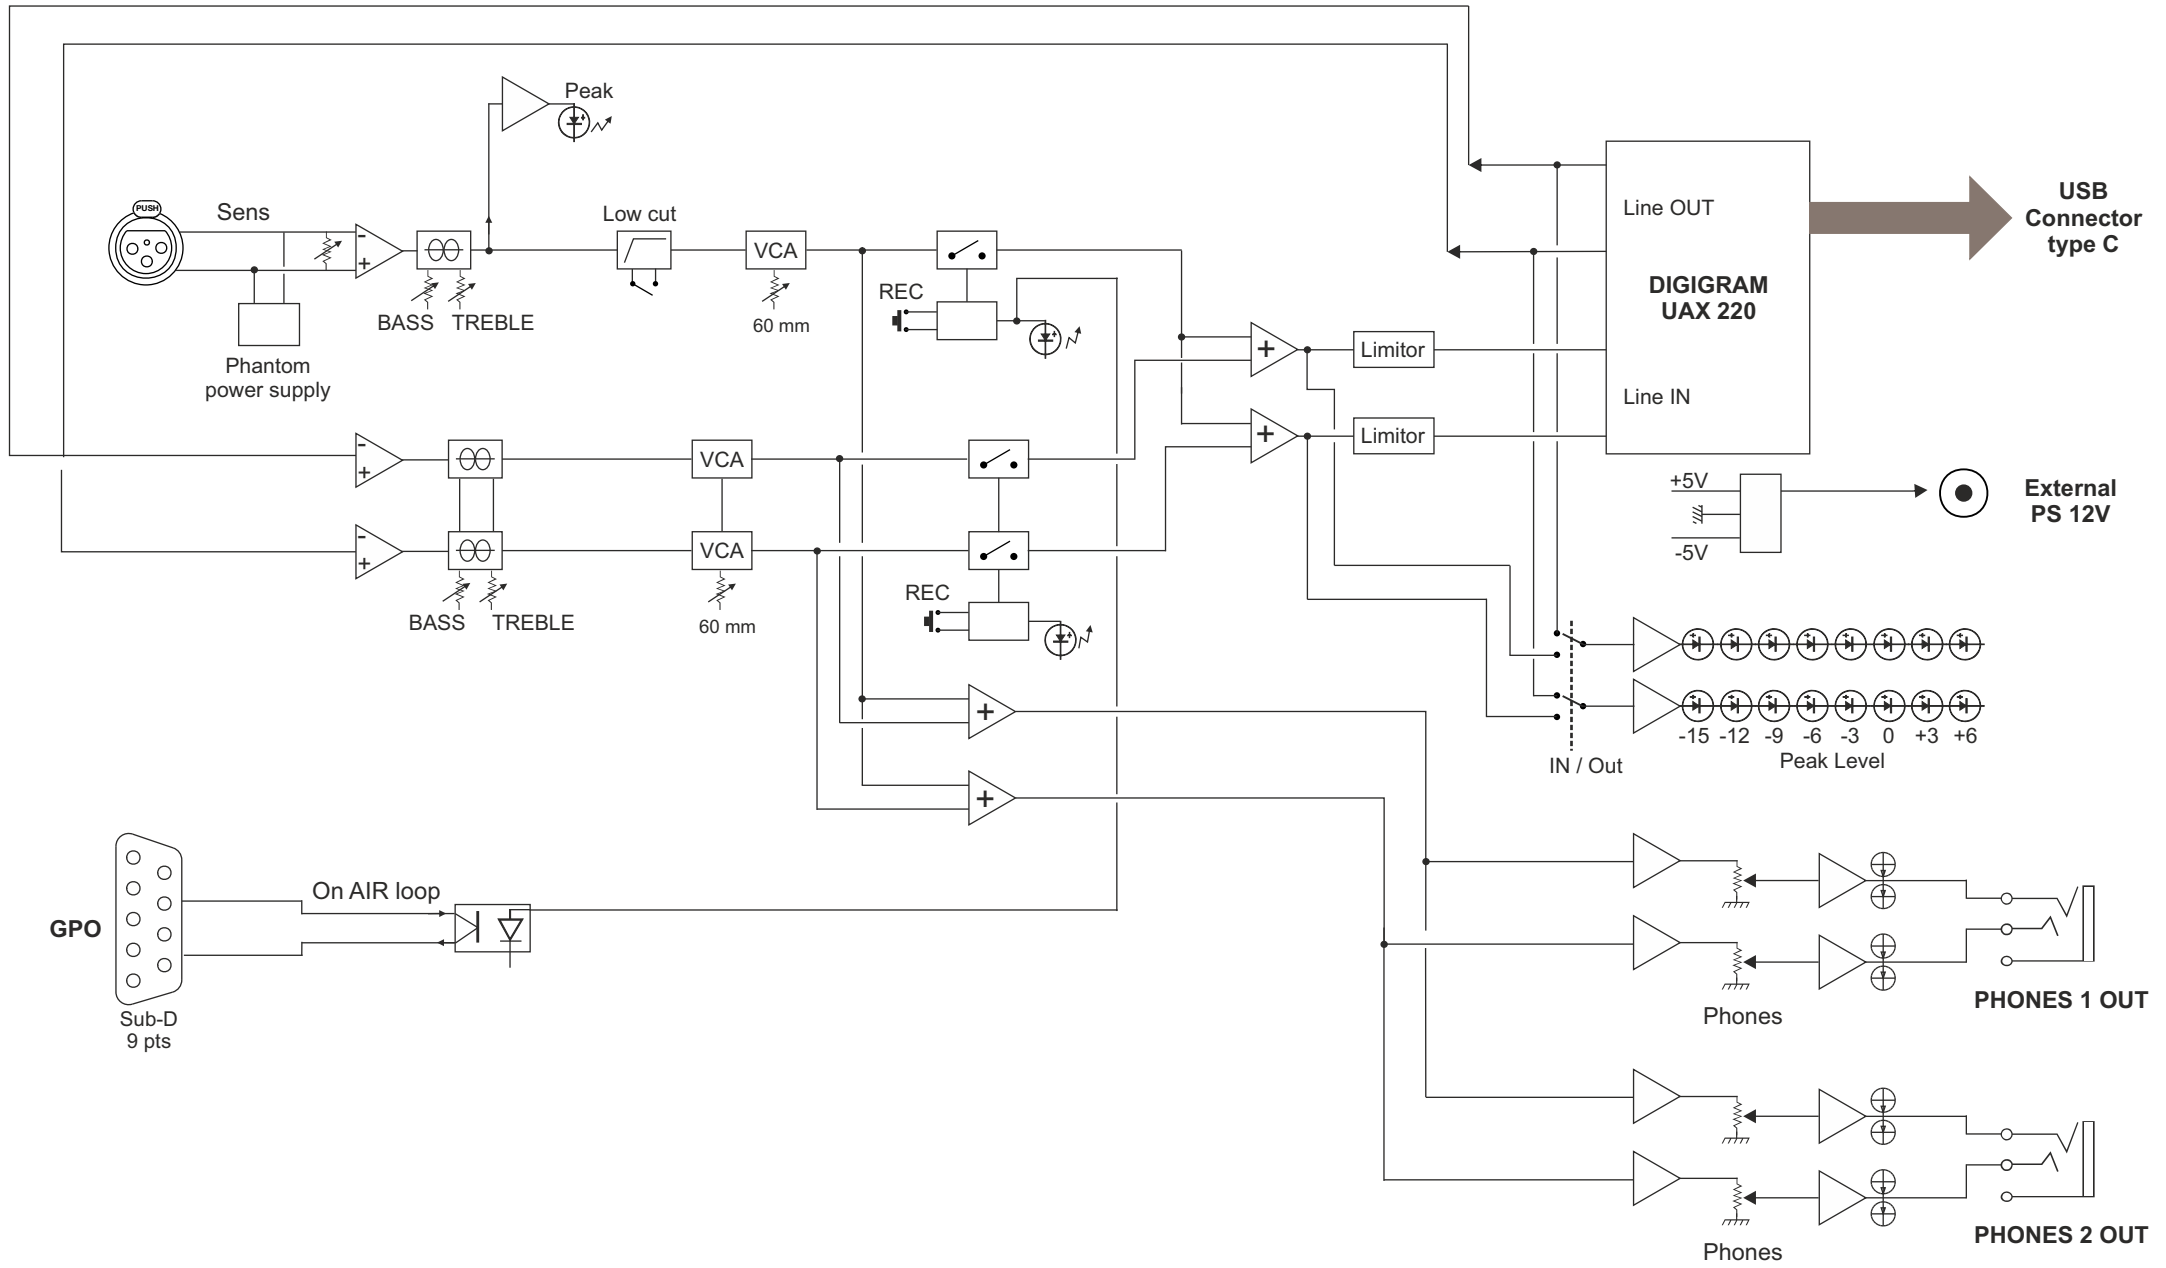 Peak
PUSH
Sens
Low cut
VCA
BASS
TREBLE
60 mm
REC
Phantom
power supply
Line OUT
DIGIGRAM
UAX 220
Line IN
USB
Connector
type C
+
Limitor
+
Limitor
-
+
-
+
VCA
-
+
VCA
BASS
TREBLE
60 mm
REC
+5V
-5V
External
PS 12V
-15 -12 -9 -6 -3 0 +3 +6
Peak Level
IN / Out
+
+
On AIR loop
GPO
Sub-D
9 pts
Phones
PHONES 1 OUT
Phones
PHONES 2 OUT